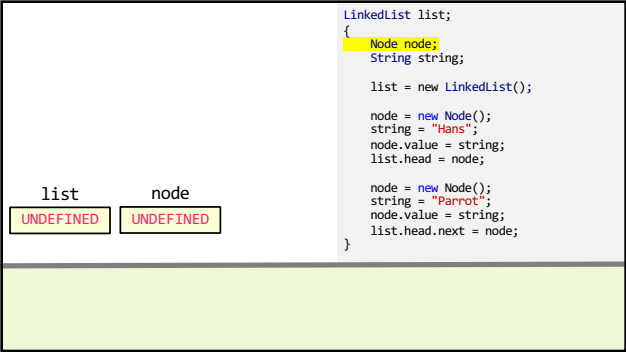 LinkedList list;
{
    Node node;
    String string;

    list = new LinkedList();

    node = new Node();
    string = "Hans";
    node.value = string;
    list.head = node;

    node = new Node();
    string = "Parrot";
    node.value = string;
    list.head.next = node;
}
list node
UNDEFINED UNDEFINED